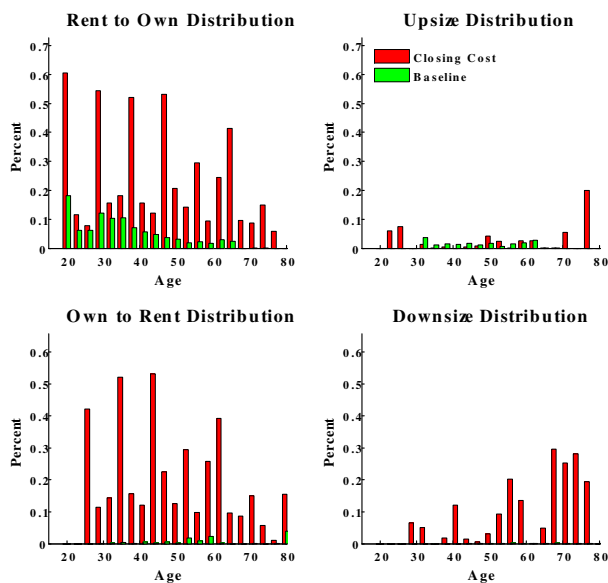 Rent to Own Distribution
0.7
0.6
0.5
0.4
0.3
0.2
0.1
0
Percent
20 30 40 50 60 70 80
Age
Upsize Distribution
Closing Cost
Baseline
0.7
0.6
0.5
0.4
0.3
0.2
0.1
0
Percent
20 30 40 50 60 70 80
Age
Own to Rent Distribution
0.6
0.5
0.4
0.3
0.2
0.1
0
Percent
20 30 40 50 60 70 80
Age
Downsize Distribution
0.6
0.5
0.4
0.3
0.2
0.1
0
Percent
20 30 40 50 60 70 80
Age